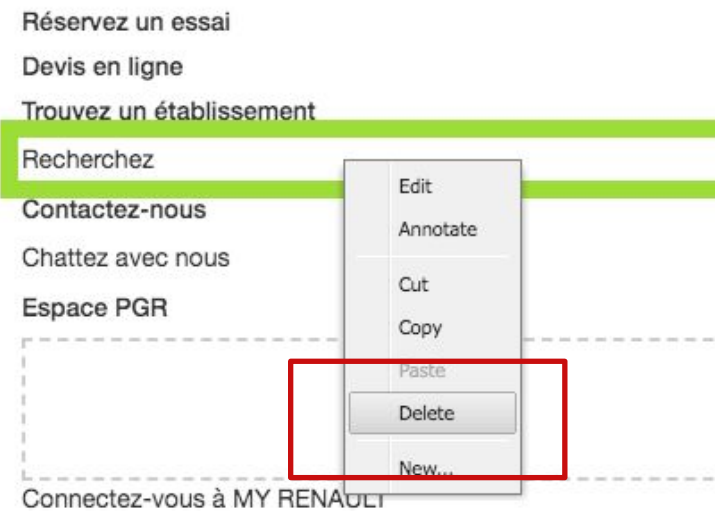 Réservez un essai
Devis en ligne
Trouvez un établissement
Recherchez
Contactez-nous
Chattez avec nous
Espace PGR
Edit
Annotate
Cut
Copy
Paste
Delete
New...
Connectez-vous à MY RENAULT